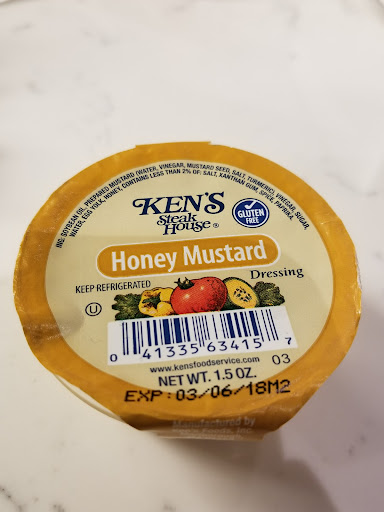 ING: SOYBEAN OIL, PREPARED MUSTARD (WATER, VINEGAR, MUSTARD SEED, SALT, TURMERIC), VINEGAR, SUGAR,
WATER, EGG YOLK, HONEY, CONTAINS LESS THAN 2% OF: SALT, XANTHAN GUM, SPICE, PAPRIKA.
KEN'S
Steak
House®
GLUTEN
FREE
Honey Mustard
Dressing
KEEP REFRIGERATED
U
0 41335 63415 7
www.kensfoodservice.com 03
NET WT. 1.5 OZ.
EXP:03/06/18M2
Manufactured by